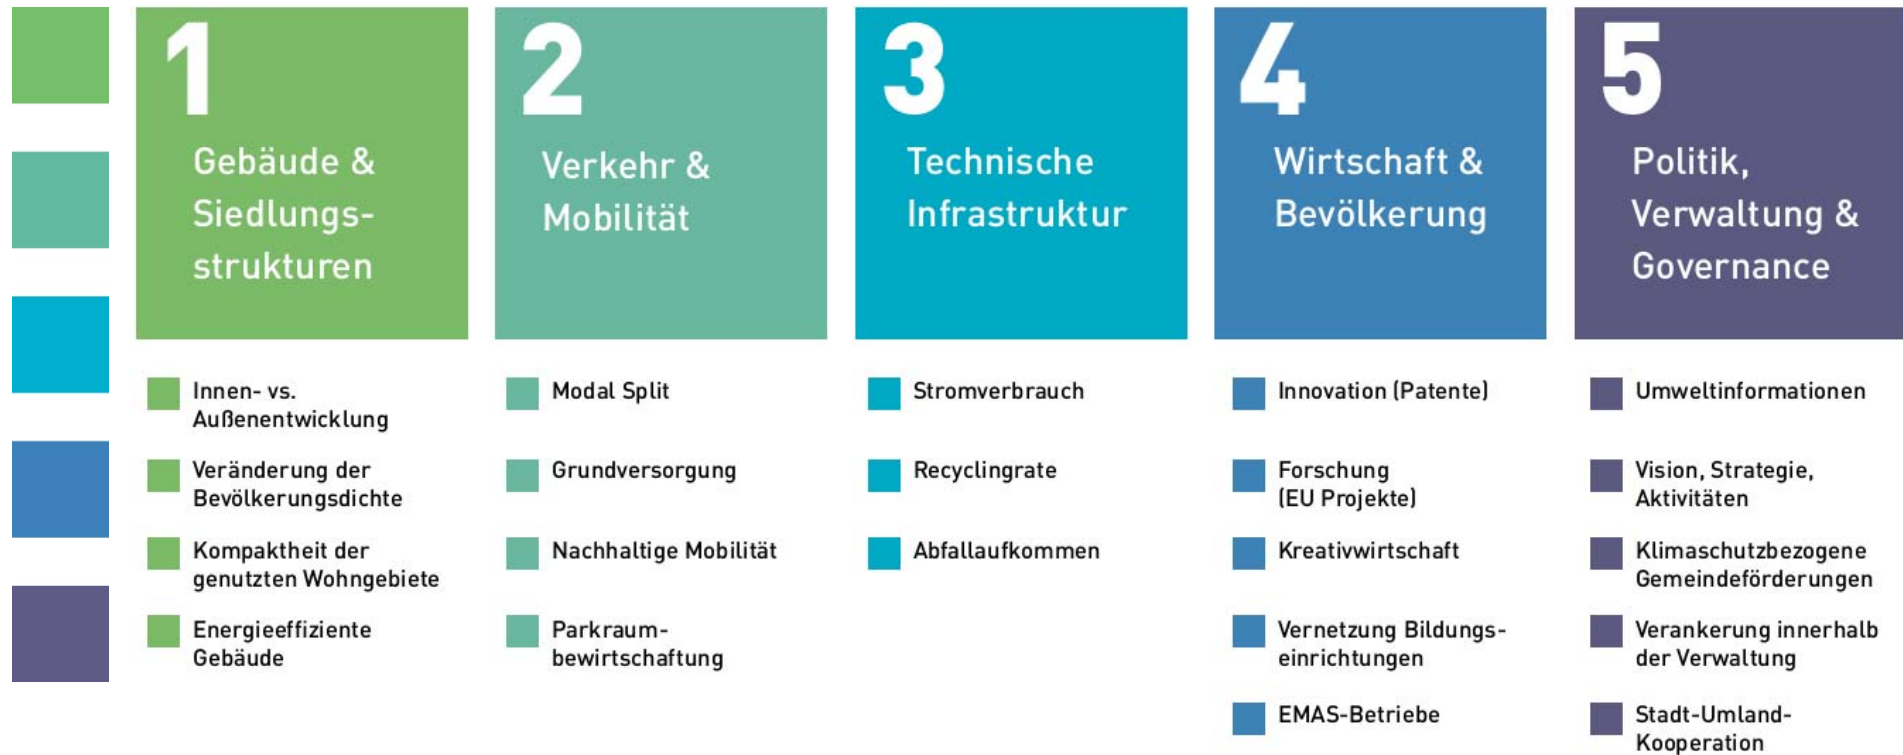 1
Gebäude &
Siedlungs-
strukturen
Innen- vs.
Außenentwicklung
Veränderung der
Bevölkerungsdichte
Kompaktheit der
genutzten Wohngebiete
Energieeffiziente
Gebäude
2
Verkehr &
Mobilität
Modal Split
Grundversorgung
Nachhaltige Mobilität
Parkraum-
bewirtschaftung
3
Technische
Infrastruktur
Stromverbrauch
Recyclingrate
Abfallaufkommen
4
Wirtschaft &
Bevölkerung
Innovation (Patente)
Forschung
(EU Projekte)
Kreativwirtschaft
Vernetzung Bildungs-
einrichtungen
EMAS-Betriebe
5
Politik,
Verwaltung &
Governance
Umweltinformationen
Vision, Strategie,
Aktivitäten
Klimaschutzbezogene
Gemeindeförderungen
Verankerung innerhalb
der Verwaltung
Stadt-Umland-
Kooperation